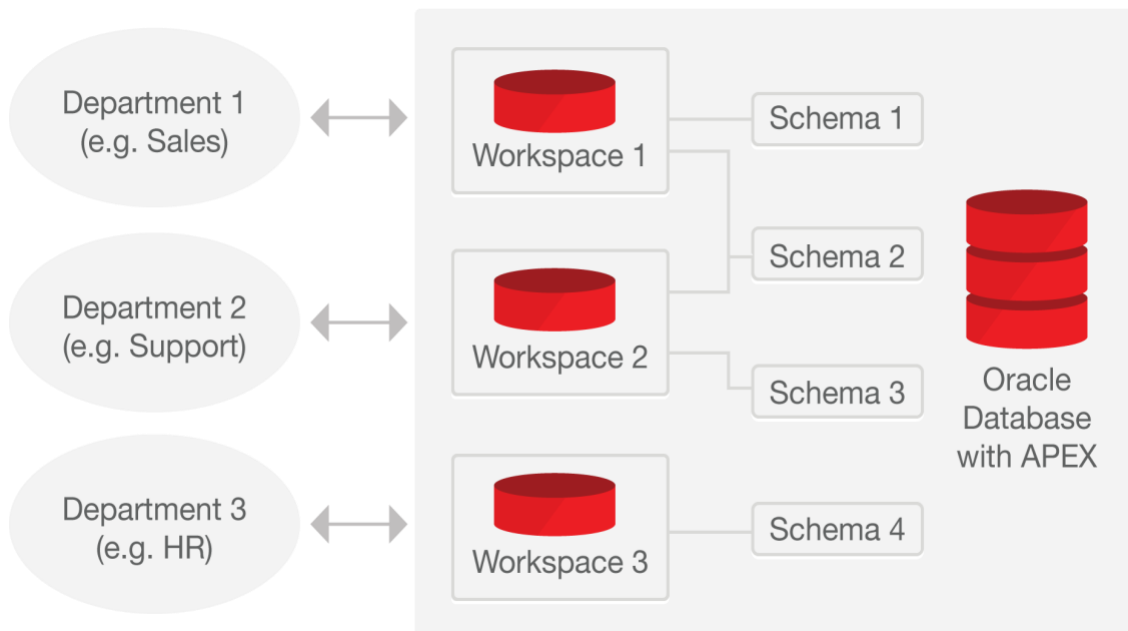 Department 1
(e.g. Sales)
Workspace 1
Schema 1
Department 2
(e.g. Support)
Workspace 2
Schema 2
Schema 3
Department 3
(e.g. HR)
Workspace 3
Schema 4
Oracle
Database
with APEX